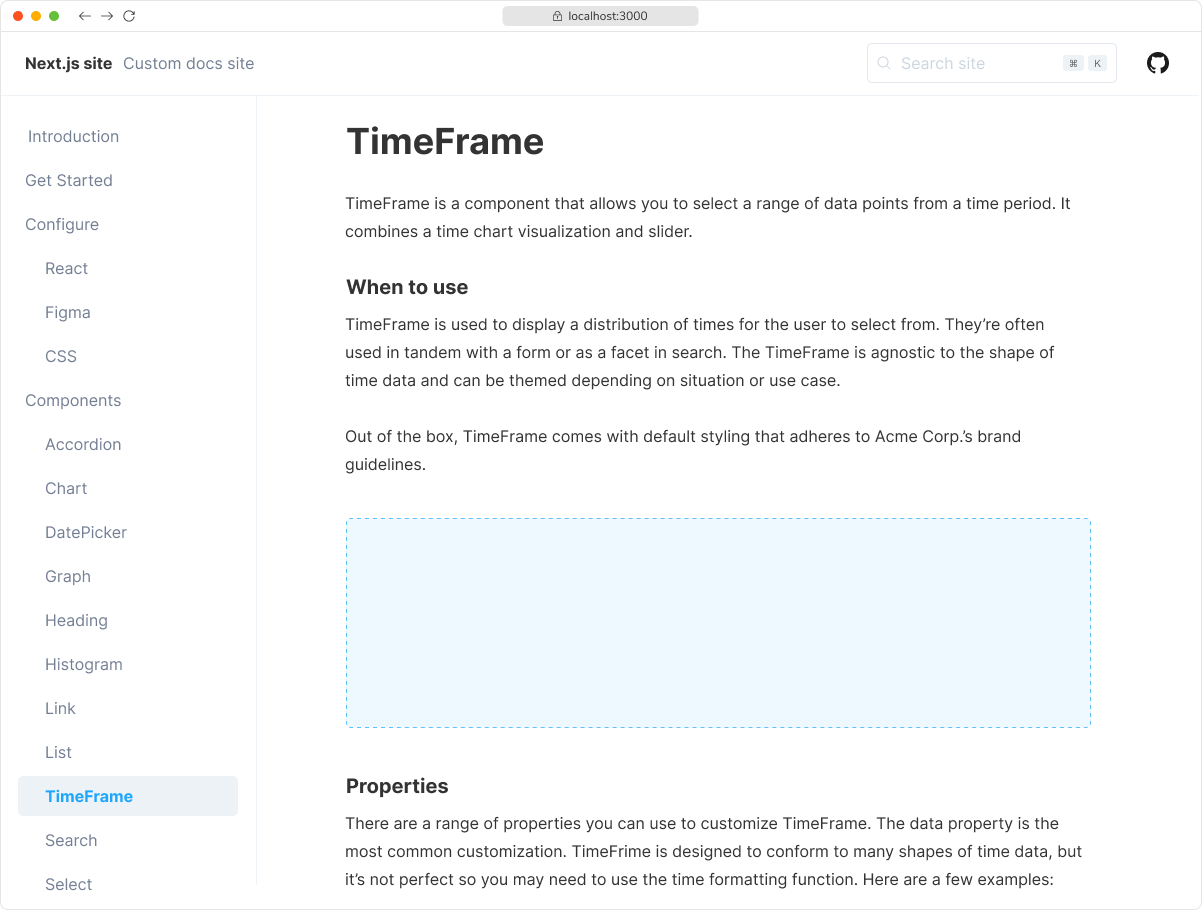 localhost:3000
Next.js site Custom docs site
Search site ⌘ K
Introduction
Get Started
Configure
React
Figma
CSS
Components
Accordion
Chart
DatePicker
Graph
Heading
Histogram
Link
List
TimeFrame
Search
Select
TimeFrame
TimeFrame is a component that allows you to select a range of data points from a time period. It
combines a time chart visualization and slider.
When to use
TimeFrame is used to display a distribution of times for the user to select from. They’re often
used in tandem with a form or as a facet in search. The TimeFrame is agnostic to the shape of
time data and can be themed depending on situation or use case.
Out of the box, TimeFrame comes with default styling that adheres to Acme Corp.’s brand
guidelines.
Properties
There are a range of properties you can use to customize TimeFrame. The data property is the
most common customization. TimeFrime is designed to conform to many shapes of time data, but
it’s not perfect so you may need to use the time formatting function. Here are a few examples: